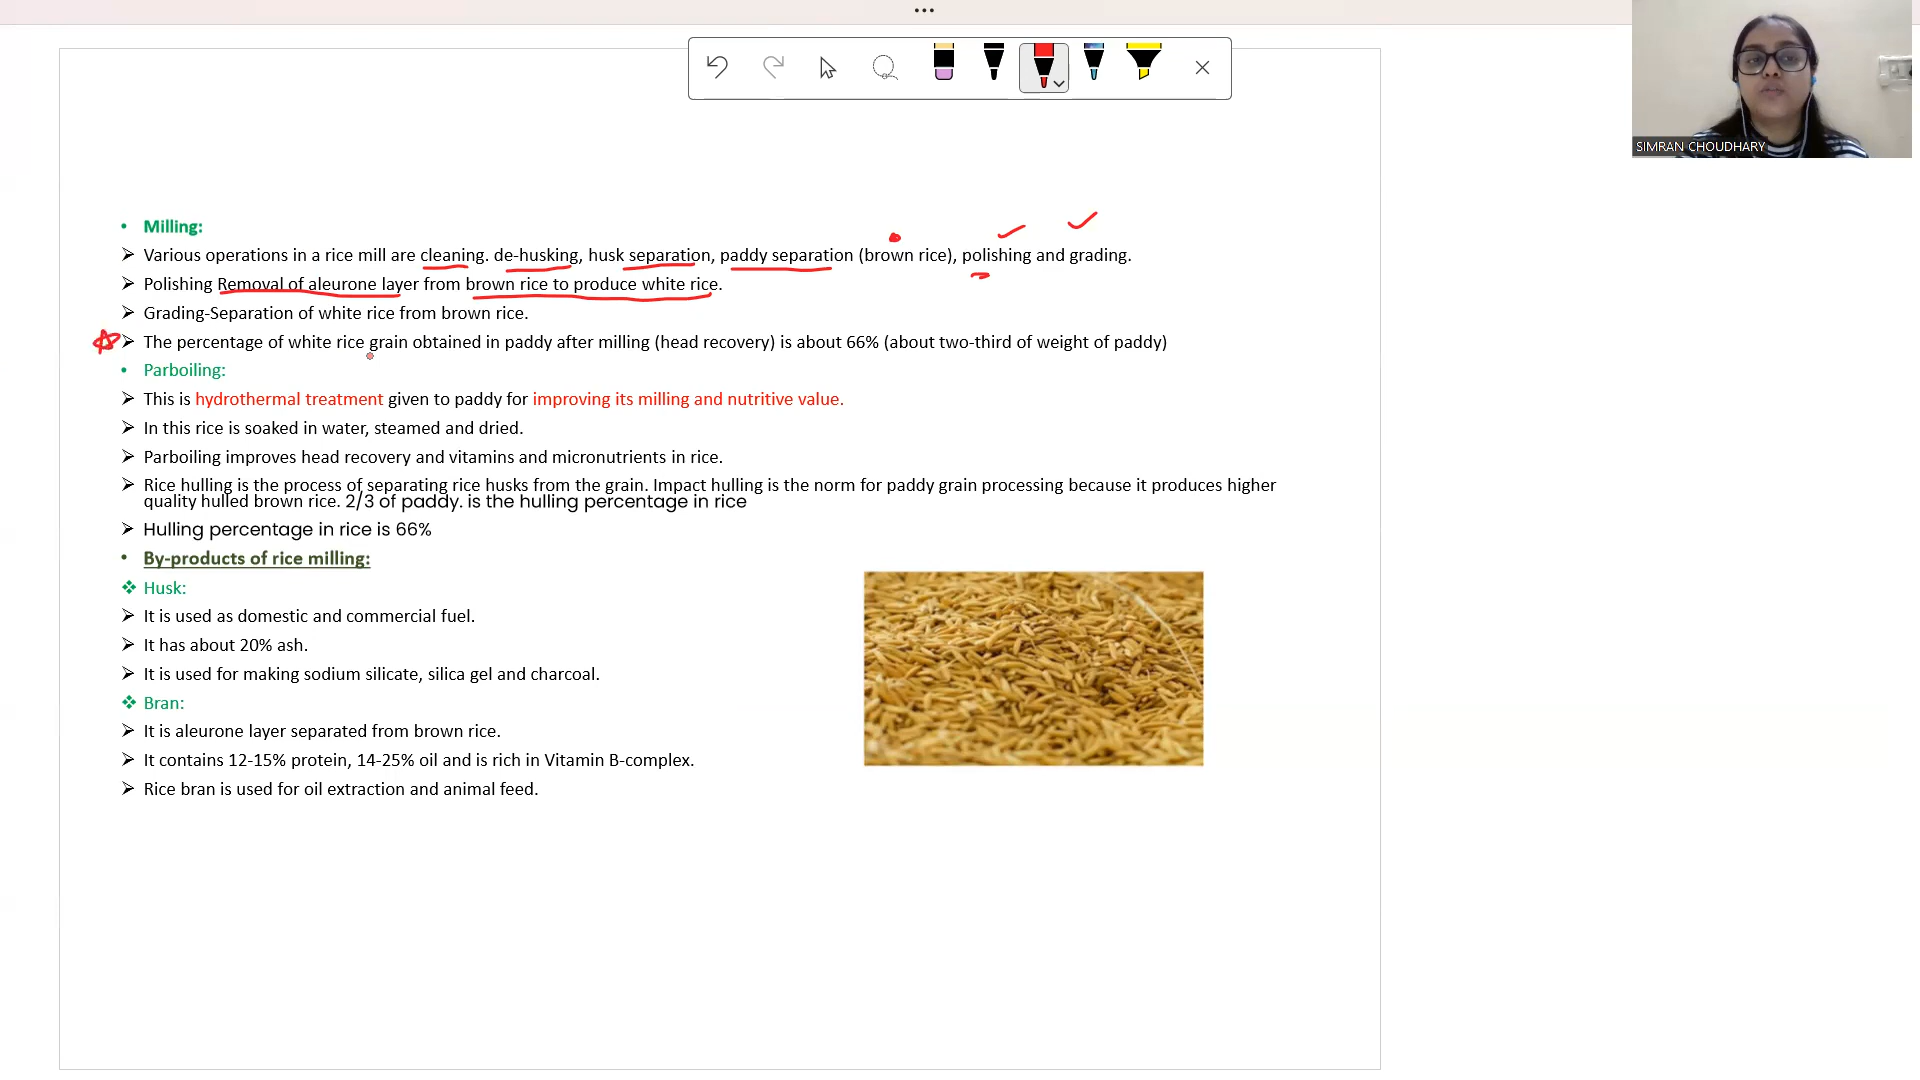 SIMRAN CHOUDHARY
• Milling:
➢ Various operations in a rice mill are cleaning. de-husking, husk separation, paddy separation (brown rice), polishing and grading.
➢ Polishing Removal of aleurone layer from brown rice to produce white rice.
➢ Grading-Separation of white rice from brown rice.
➢ The percentage of white rice grain obtained in paddy after milling (head recovery) is about 66% (about two-third of weight of paddy)
• Parboiling:
➢ This is hydrothermal treatment given to paddy for improving its milling and nutritive value.
➢ In this rice is soaked in water, steamed and dried.
➢ Parboiling improves head recovery and vitamins and micronutrients in rice.
➢ Rice hulling is the process of separating rice husks from the grain. Impact hulling is the norm for paddy grain processing because it produces higher
quality hulled brown rice. 2/3 of paddy. is the hulling percentage in rice
➢ Hulling percentage in rice is 66%
• By-products of rice milling:
❖ Husk:
➢ It is used as domestic and commercial fuel.
➢ It has about 20% ash.
➢ It is used for making sodium silicate, silica gel and charcoal.
❖ Bran:
➢ It is aleurone layer separated from brown rice.
➢ It contains 12-15% protein, 14-25% oil and is rich in Vitamin B-complex.
➢ Rice bran is used for oil extraction and animal feed.